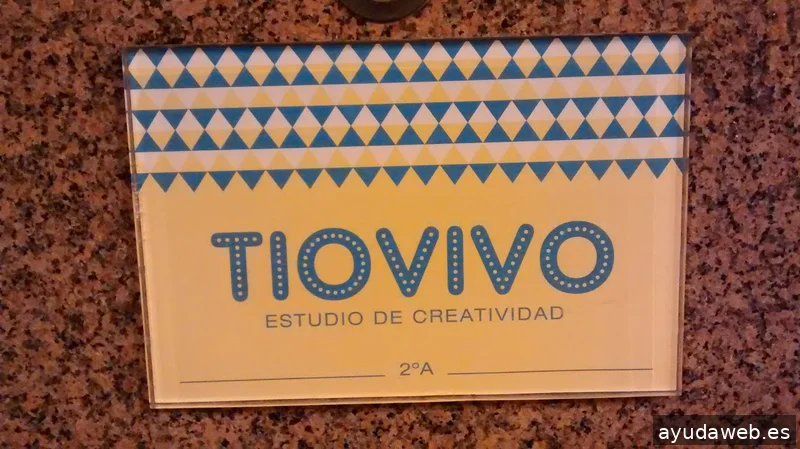 TIOVIVO
ESTUDIO DE CREATIVIDAD
2ºA
ayudaweb.es